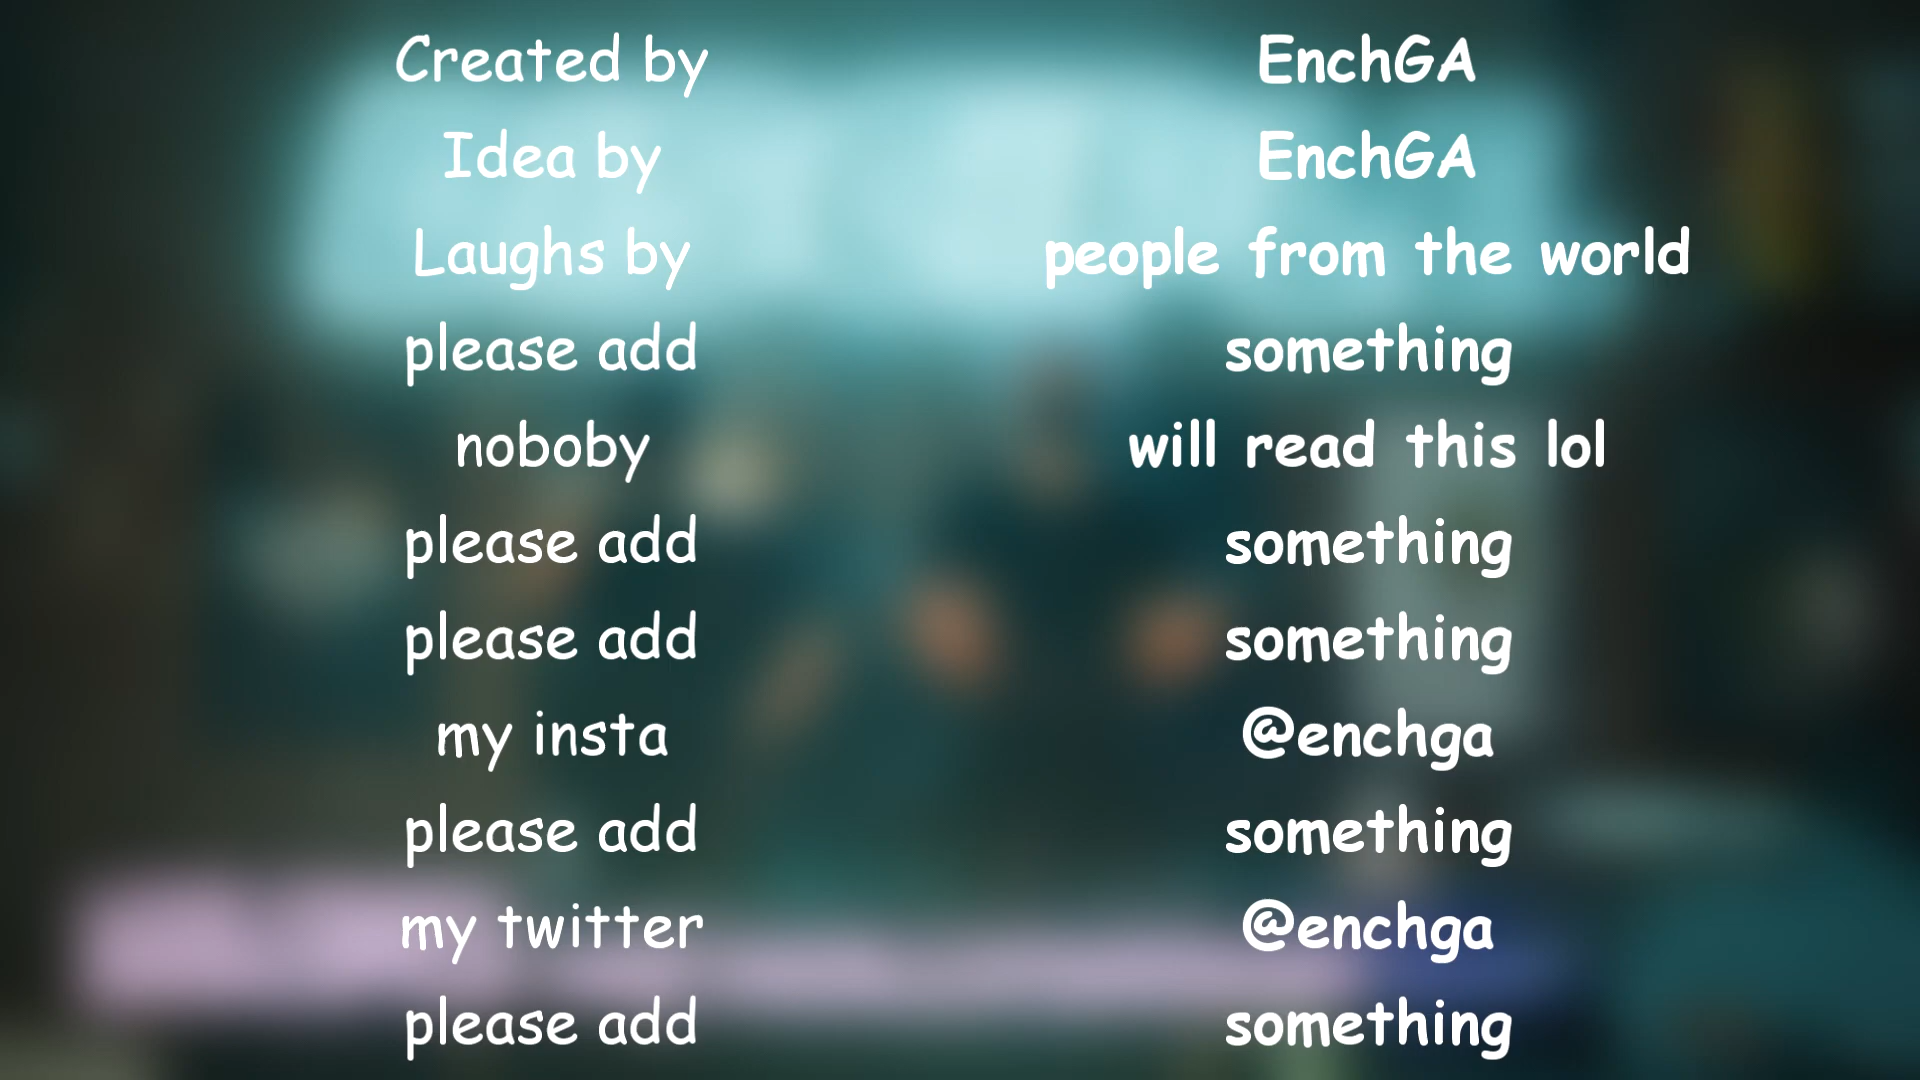 Created by EnchGA
Idea by EnchGA
Laughs by people from the world
please add something
noboby will read this lol
please add something
please add something
my insta @enchga
please add something
my twitter @enchga
please add something